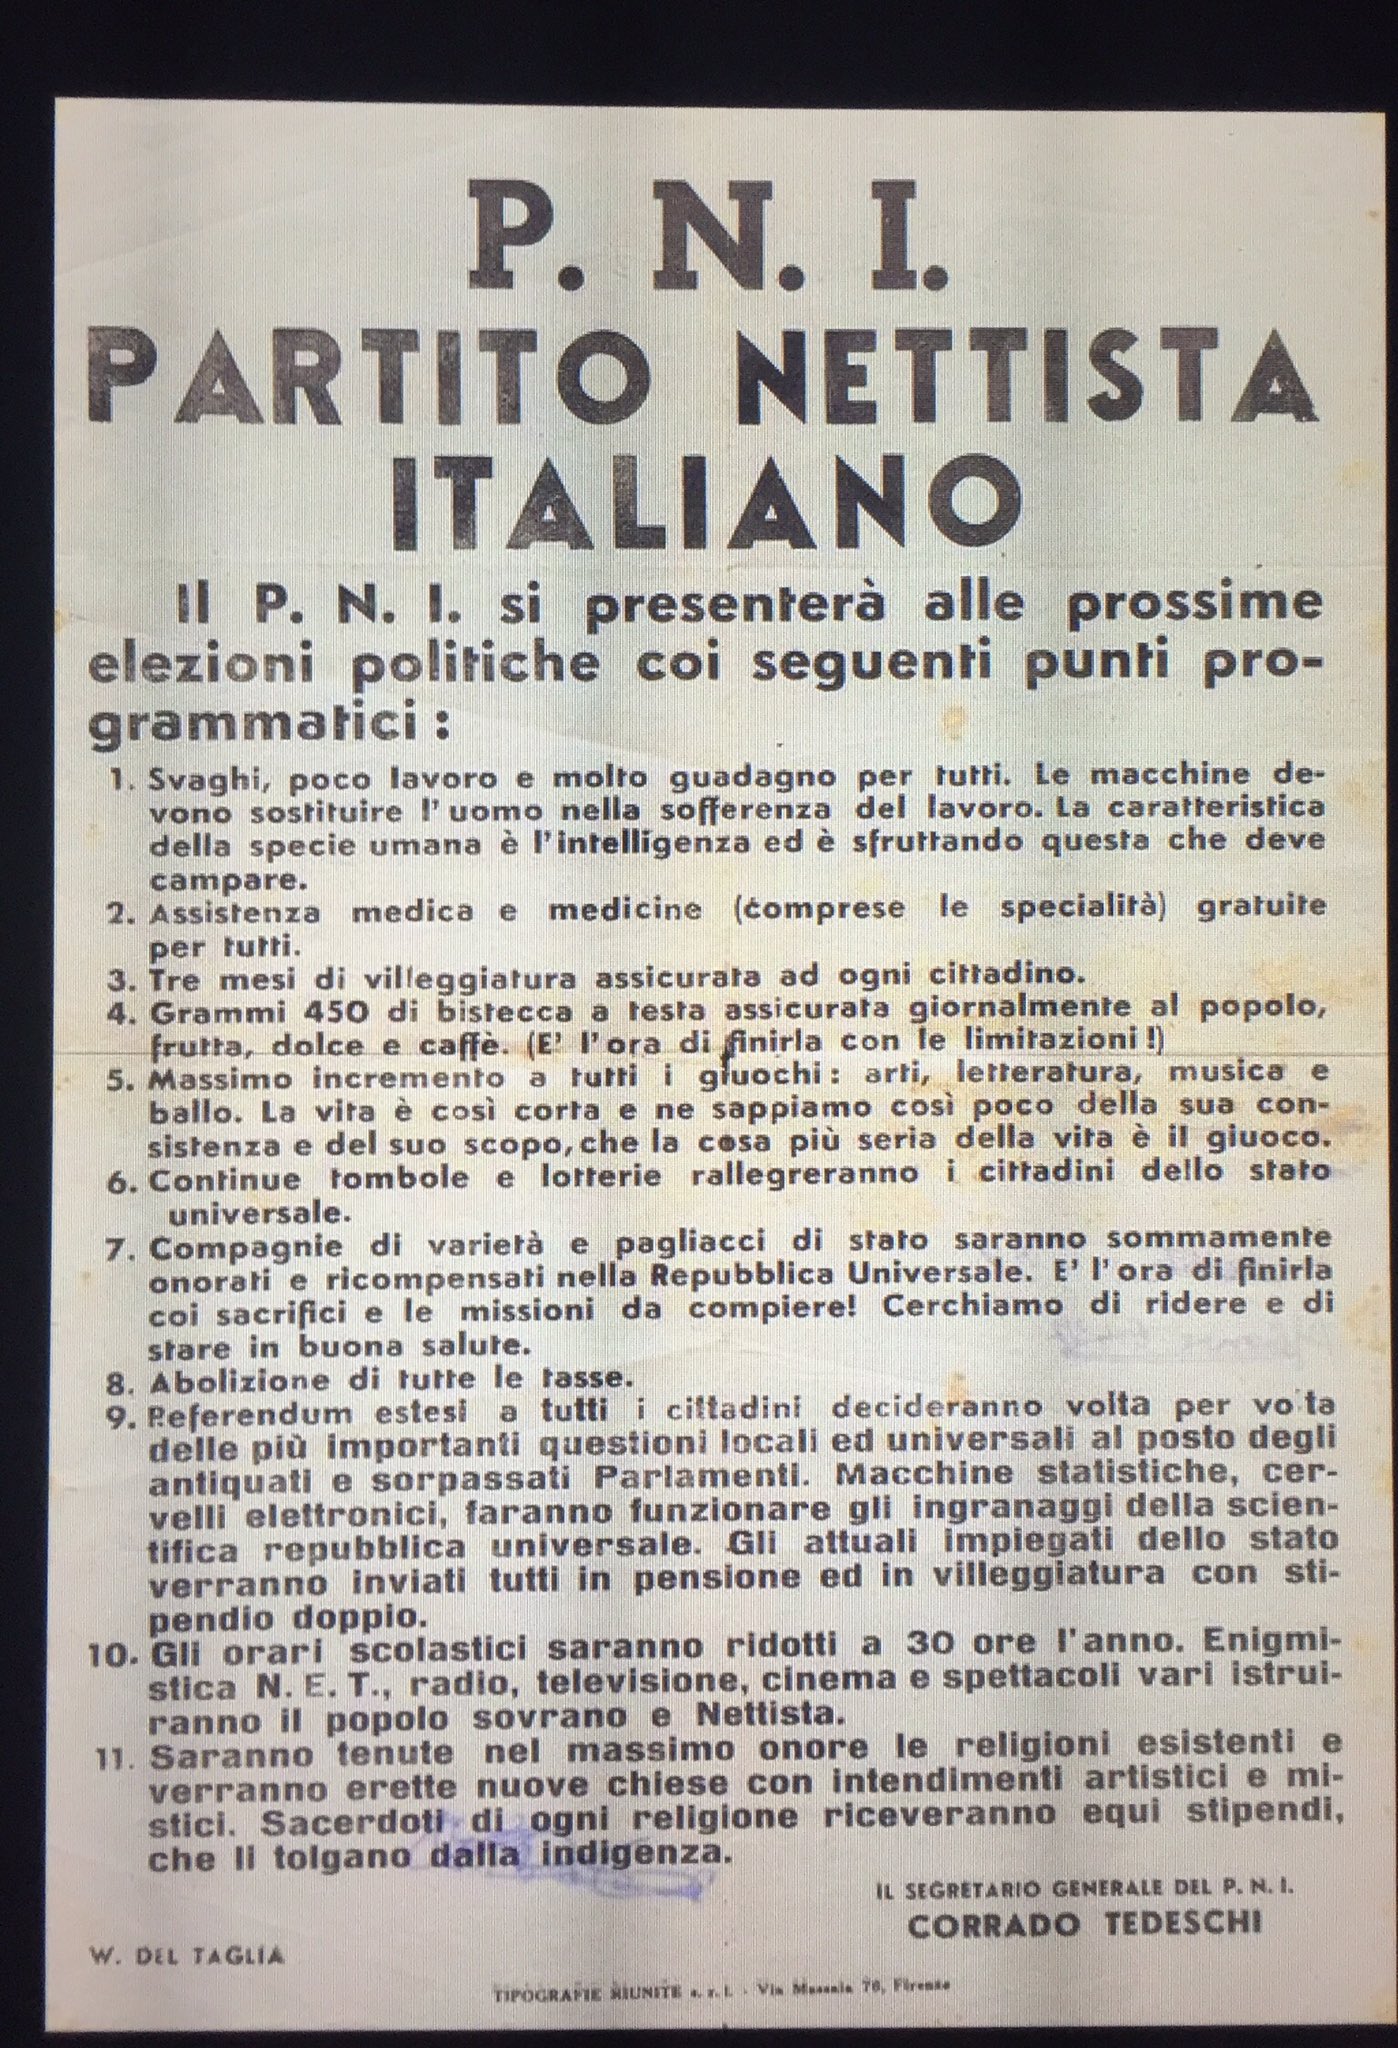 P. N. I.
PARTITO NETTISTA
ITALIANO
Il P. N. I. si presenterà alle prossime
elezioni politiche coi seguenti punti pro-
grammatici :
1. Svaghi, poco lavoro e molto guadagno per tutti. Le macchine de-
vono sostituire l'uomo nella sofferenza del lavoro. La caratteristica
della specie umana è l'intelligenza ed è sfruttando questa che deve
campare.
2. Assistenza medica e medicine (comprese le specialità) gratuite
per tutti.
3. Tre mesi di villeggiatura assicurata ad ogni cittadino.
4. Grammi 450 di bistecca a testa assicurata giornalmente al popolo,
frutta, dolce e caffè. (E' l'ora di finirla con le limitazioni !)
5. Massimo incremento a tutti i giuochi : arti, letteratura, musica e
ballo. La vita è così corta e ne sappiamo così poco della sua con-
sistenza e del suo scopo, che la cosa più seria della vita è il giuoco.
6. Continue tombole e lotterie rallegreranno i cittadini dello stato
universale.
7. Compagnie di varietà e pagliacci di stato saranno sommamente
onorati e ricompensati nella Repubblica Universale. E' l'ora di finirla
coi sacrifici e le missioni da compiere! Cerchiamo di ridere e di
stare in buona salute.
8. Abolizione di tutte le tasse.
9. Referendum estesi a tutti i cittadini decideranno volta per vo ta
delle più importanti questioni locali ed universali al posto degli
antiquati e sorpassati Parlamenti. Macchine statistiche, cer-
velli elettronici, faranno funzionare gli ingranaggi della scien-
tifica repubblica universale. Gli attuali impiegati dello stato
verranno inviati tutti in pensione ed in villeggiatura con sti-
pendio doppio.
10. Gli orari scolastici saranno ridotti a 30 ore l'anno. Enigmi-
stica N. E. T., radio, televisione, cinema e spettacoli vari istrui-
ranno il popolo sovrano e Nettista.
11. Saranno tenute nel massimo onore le religioni esistenti e
verranno erette nuove chiese con intendimenti artistici e mi-
stici. Sacerdoti di ogni religione riceveranno equi stipendi,
che li tolgano dalla indigenza.
IL SEGRETARIO GENERALE DEL P. N. I.
CORRADO TEDESCHI
W. DEL TAGLIA
TIPOGRAFIE RIUNITE s. r. l. - Via 76, Firenze